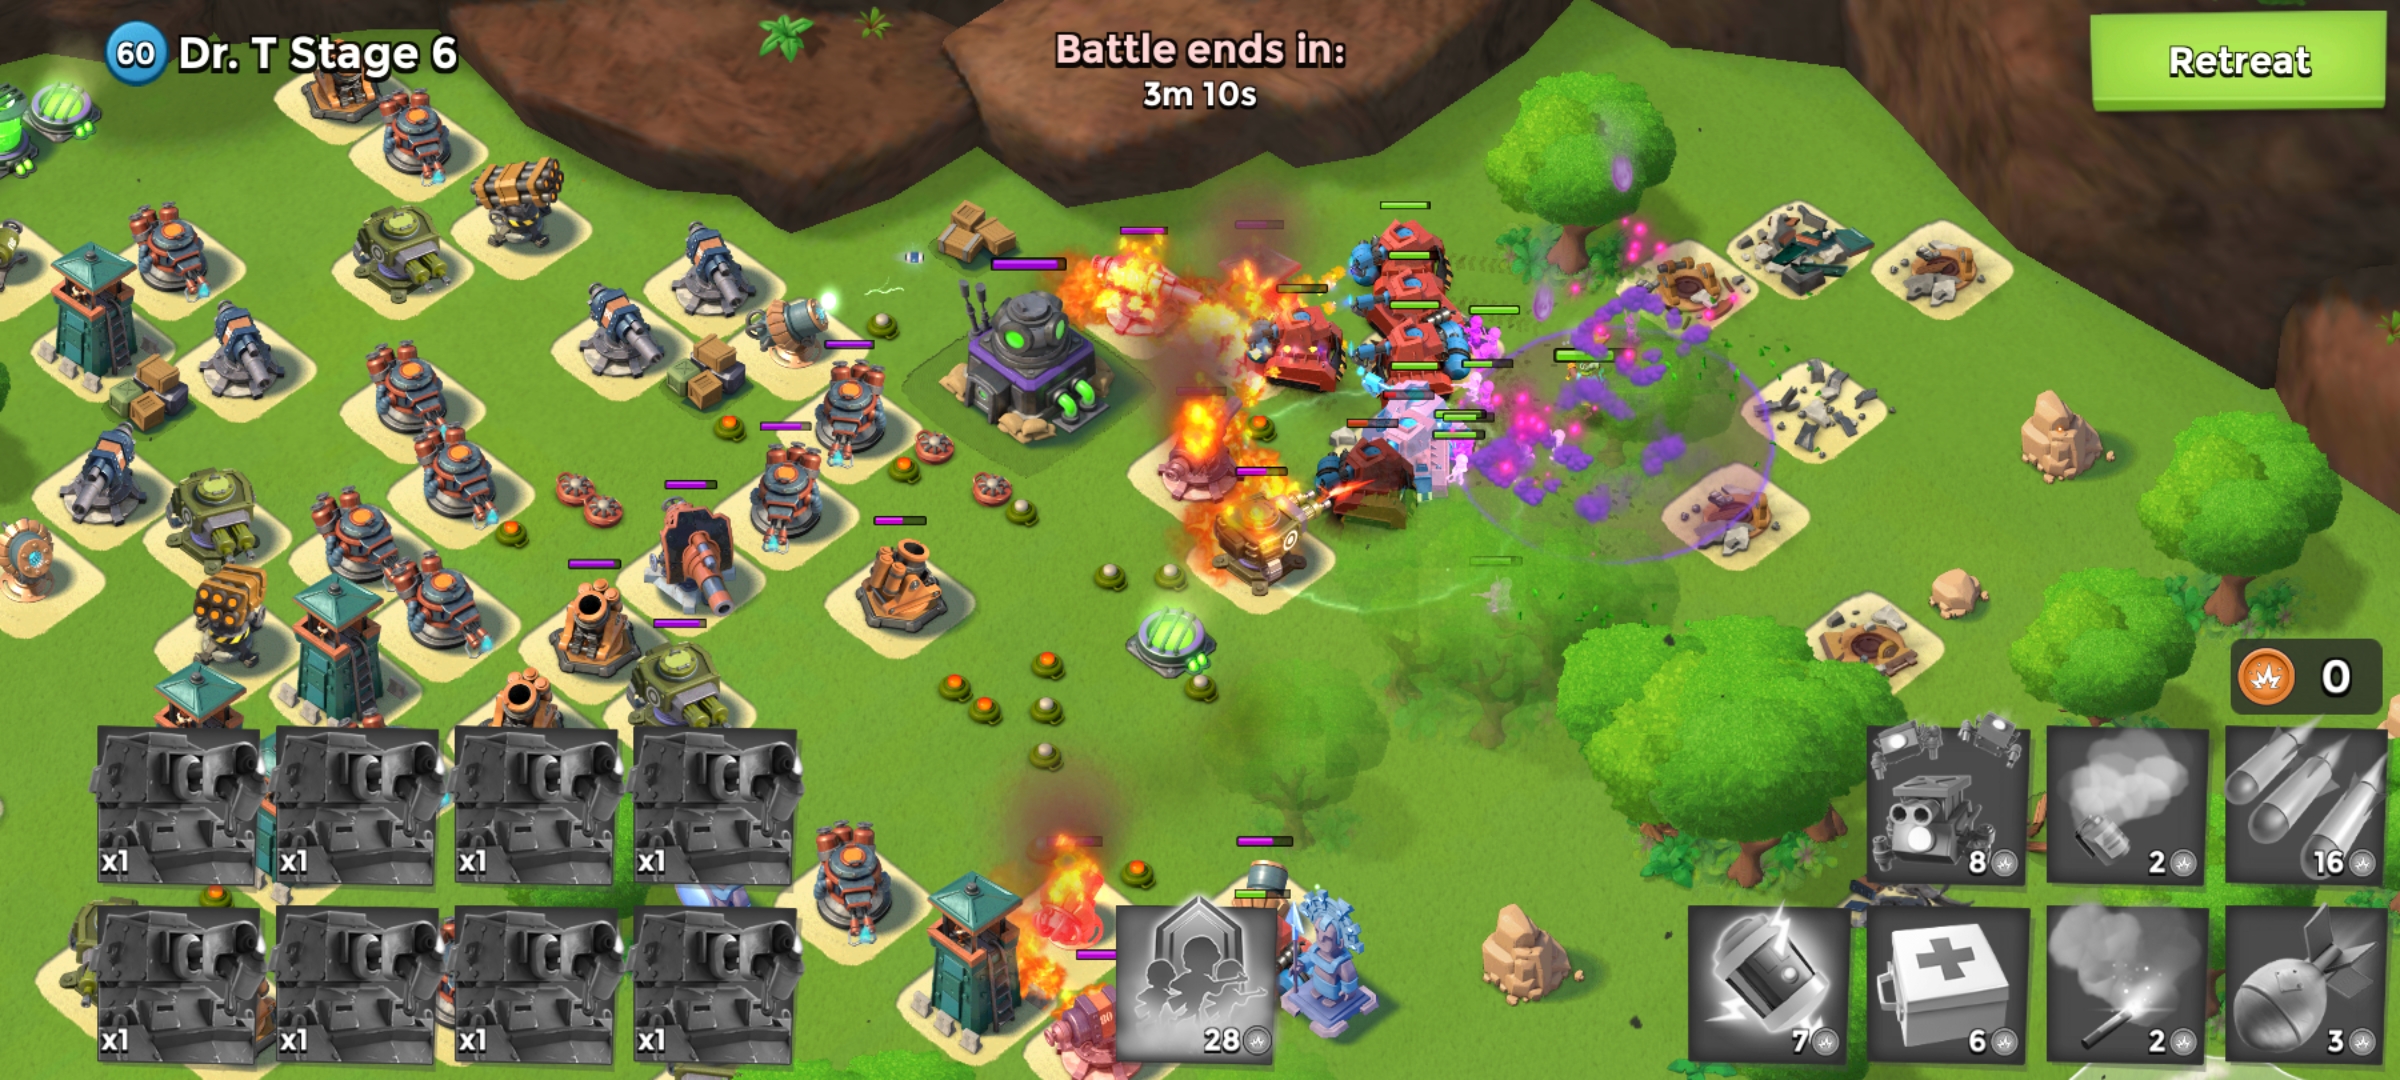 60 Dr. T Stage 6
Battle ends in:
3m 10s
Retreat
0
x1 x1 x1 x1
8 2 16
x1 x1 x1 x1
28 7 6 2 3